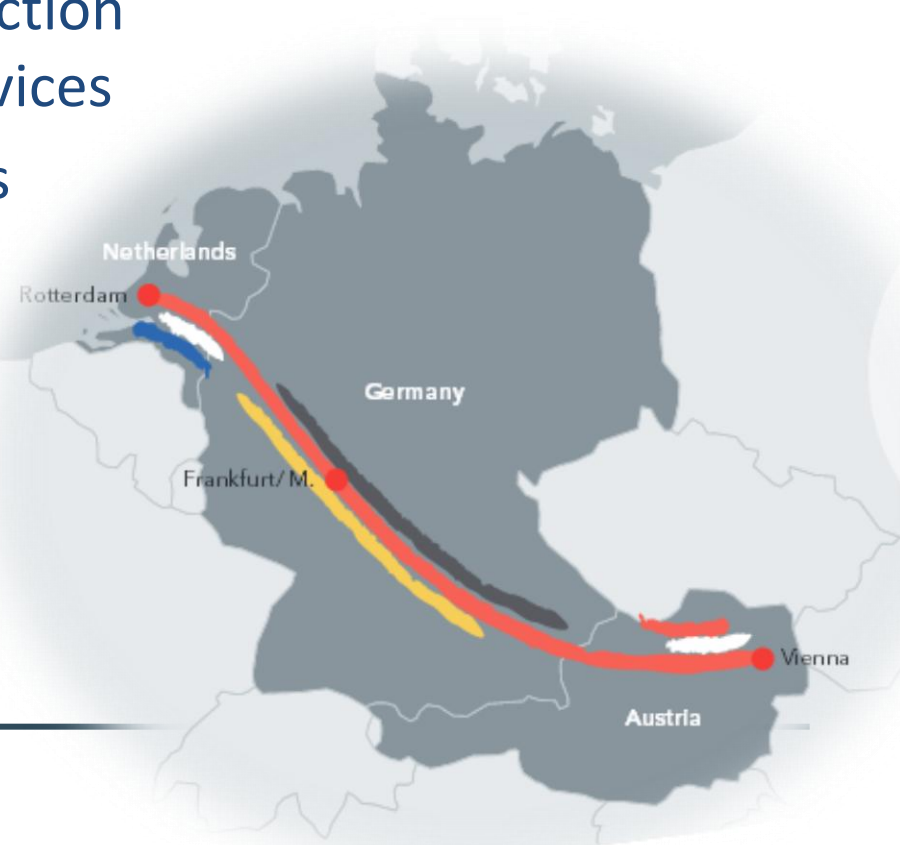 ction
vices
s
Netherlands
Rotterdam
Germany
Frankfurt/ M.
Vienna
Austria